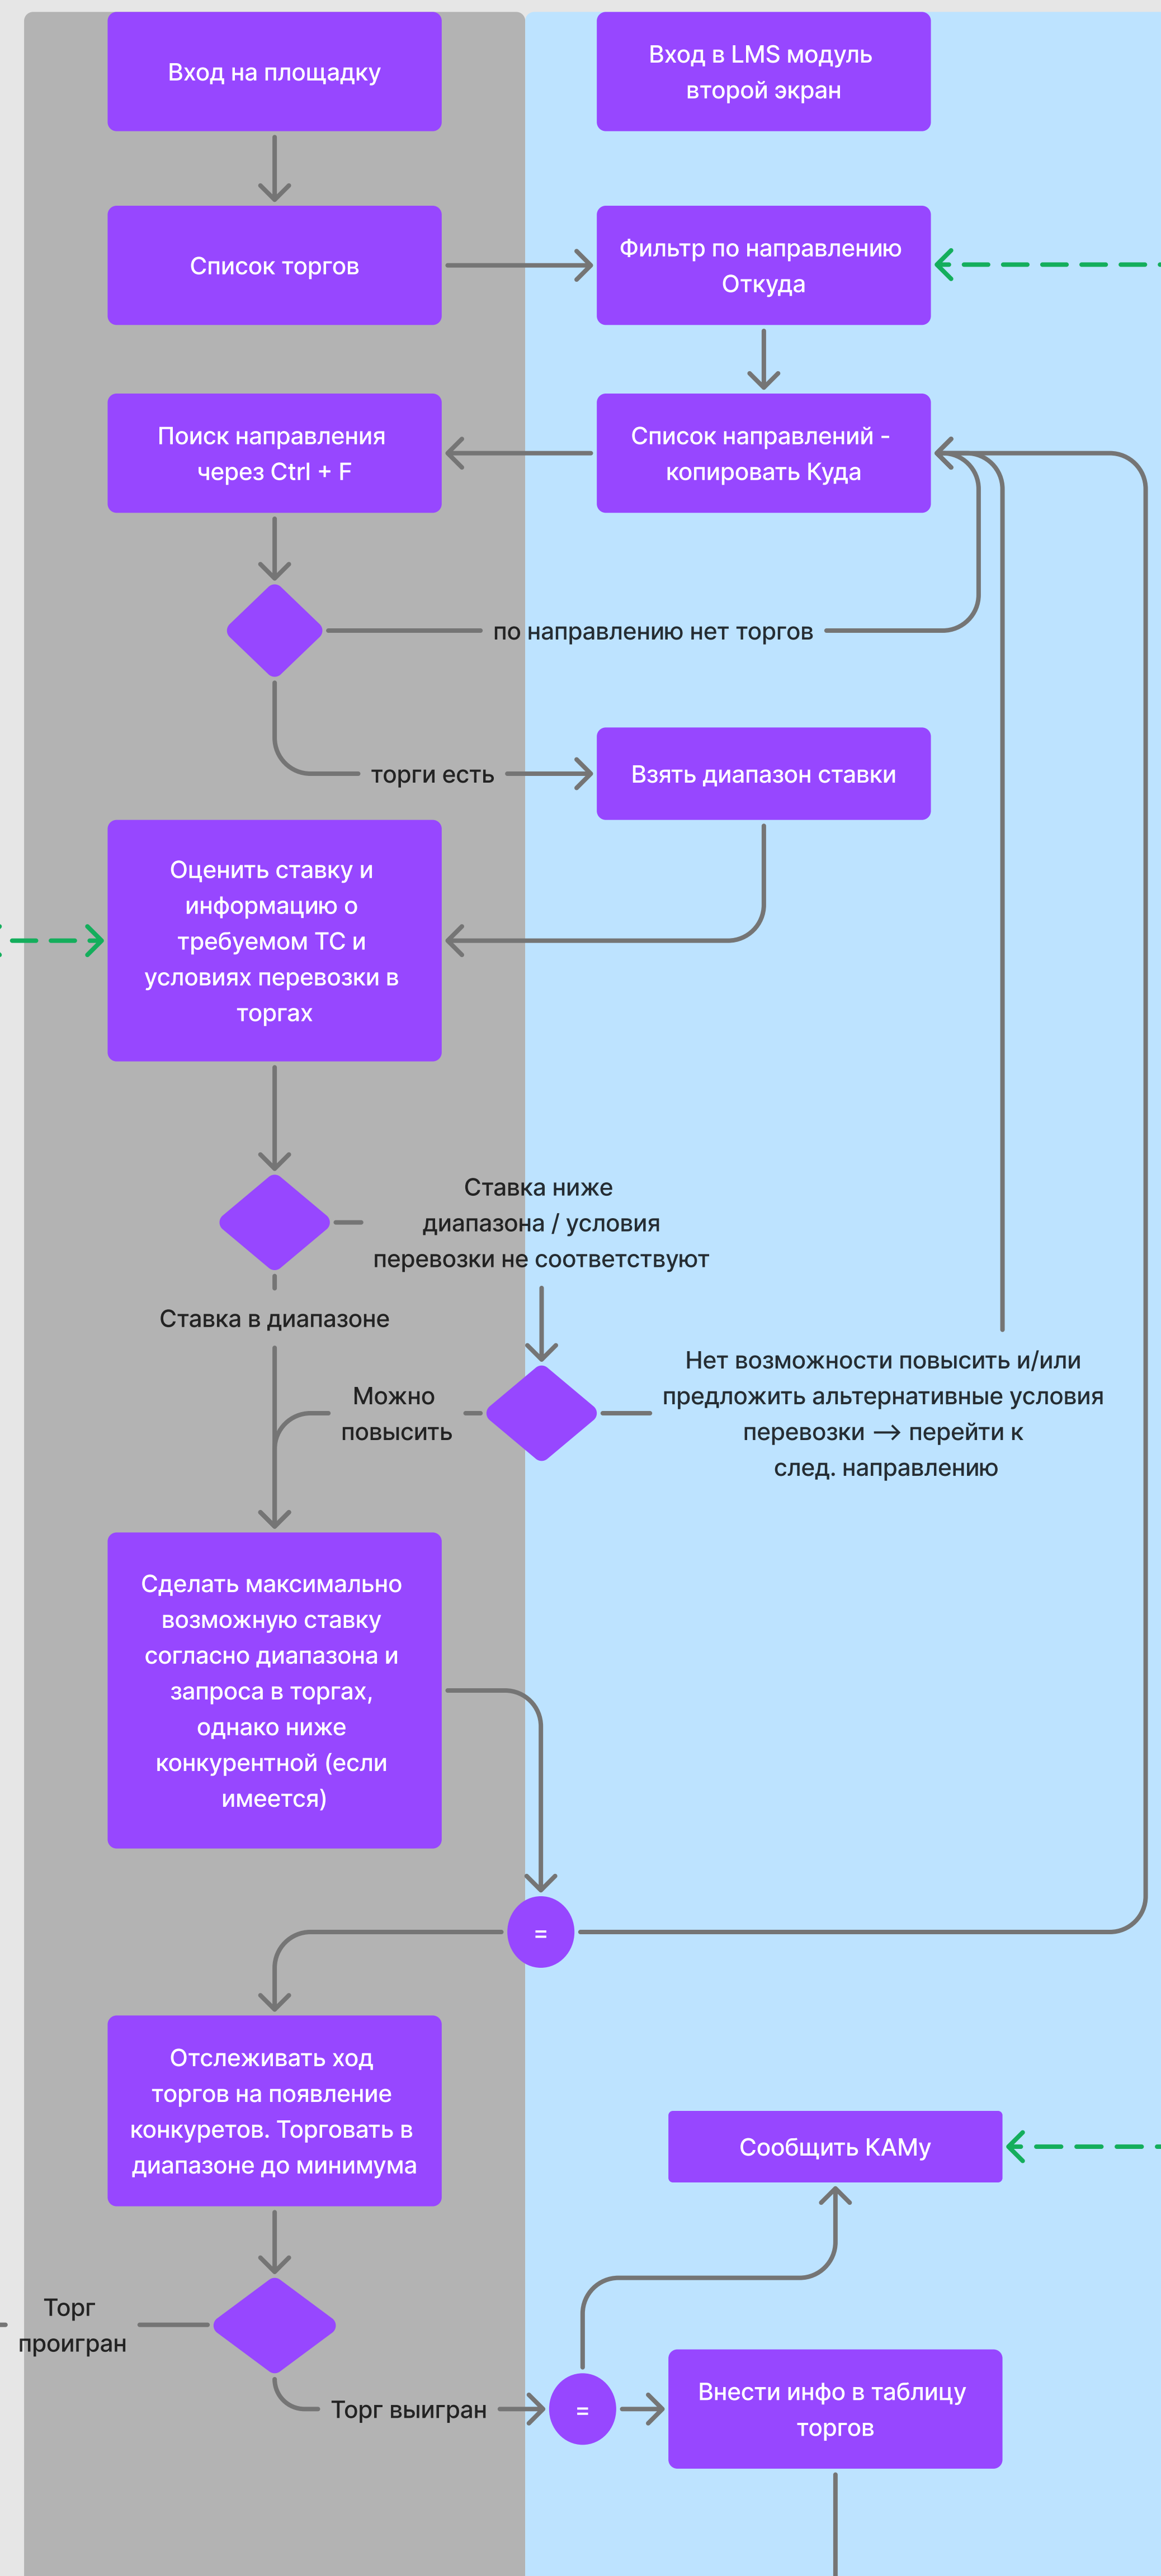 Вход на площадку
Вход в LMS модуль
второй экран
Список торгов
Фильтр по направлению
Откуда
Поиск направления
через Ctrl + F
Список направлений -
копировать Куда
по направлению нет торгов
торги есть
Взять диапазон ставки
Оценить ставку и
информацию о
требуемом ТС и
условиях перевозки в
торгах
Ставка ниже
диапазона / условия
перевозки не соответствуют
Ставка в диапазоне
Можно
повысить
Нет возможности повысить и/или
предложить альтернативные условия
перевозки → перейти к
след. направлению
Сделать максимально
возможную ставку
согласно диапазона и
запроса в торгах,
однако ниже
конкурентной (если
имеется)
=
Отслеживать ход
торгов на появление
конкуретов. Торговать в
диапазоне до минимума
Сообщить КАМу
Торг
проигран
Торг выигран
=
Внести инфо в таблицу
торгов